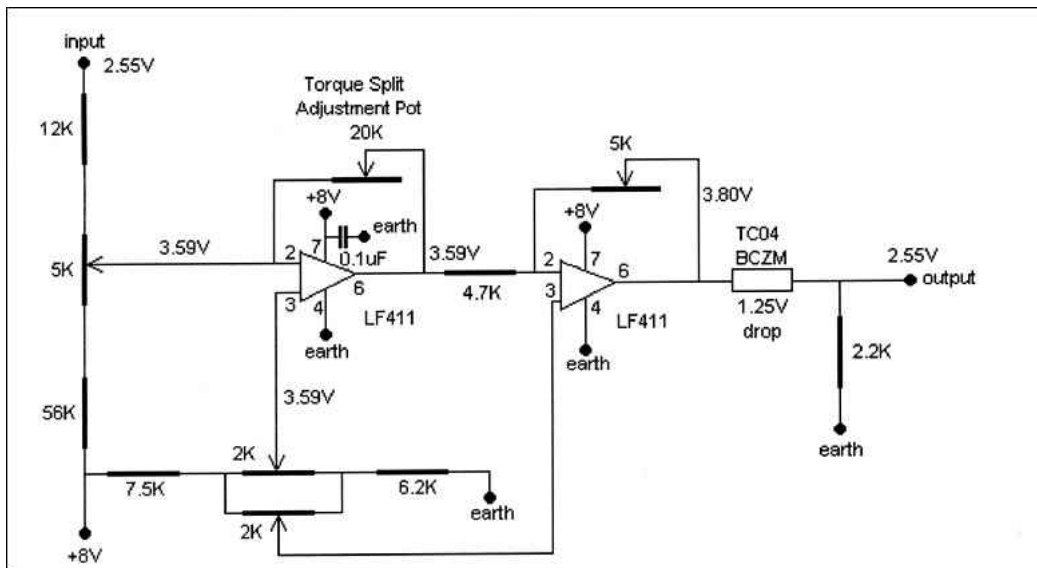 input
2.55V
12K
Torque Split
Adjustment Pot
20K
+8V
earth
0.1uF
3.59V
5K
2
7
3
4
6
LF411
earth
3.59V
4.7K
5K
3.80V
+8V
2
7
3
4
6
LF411
earth
TC04
BCZM
1.25V
drop
2.55V
output
2.2K
earth
3.59V
56K
2K
7.5K
6.2K
earth
2K
+8V